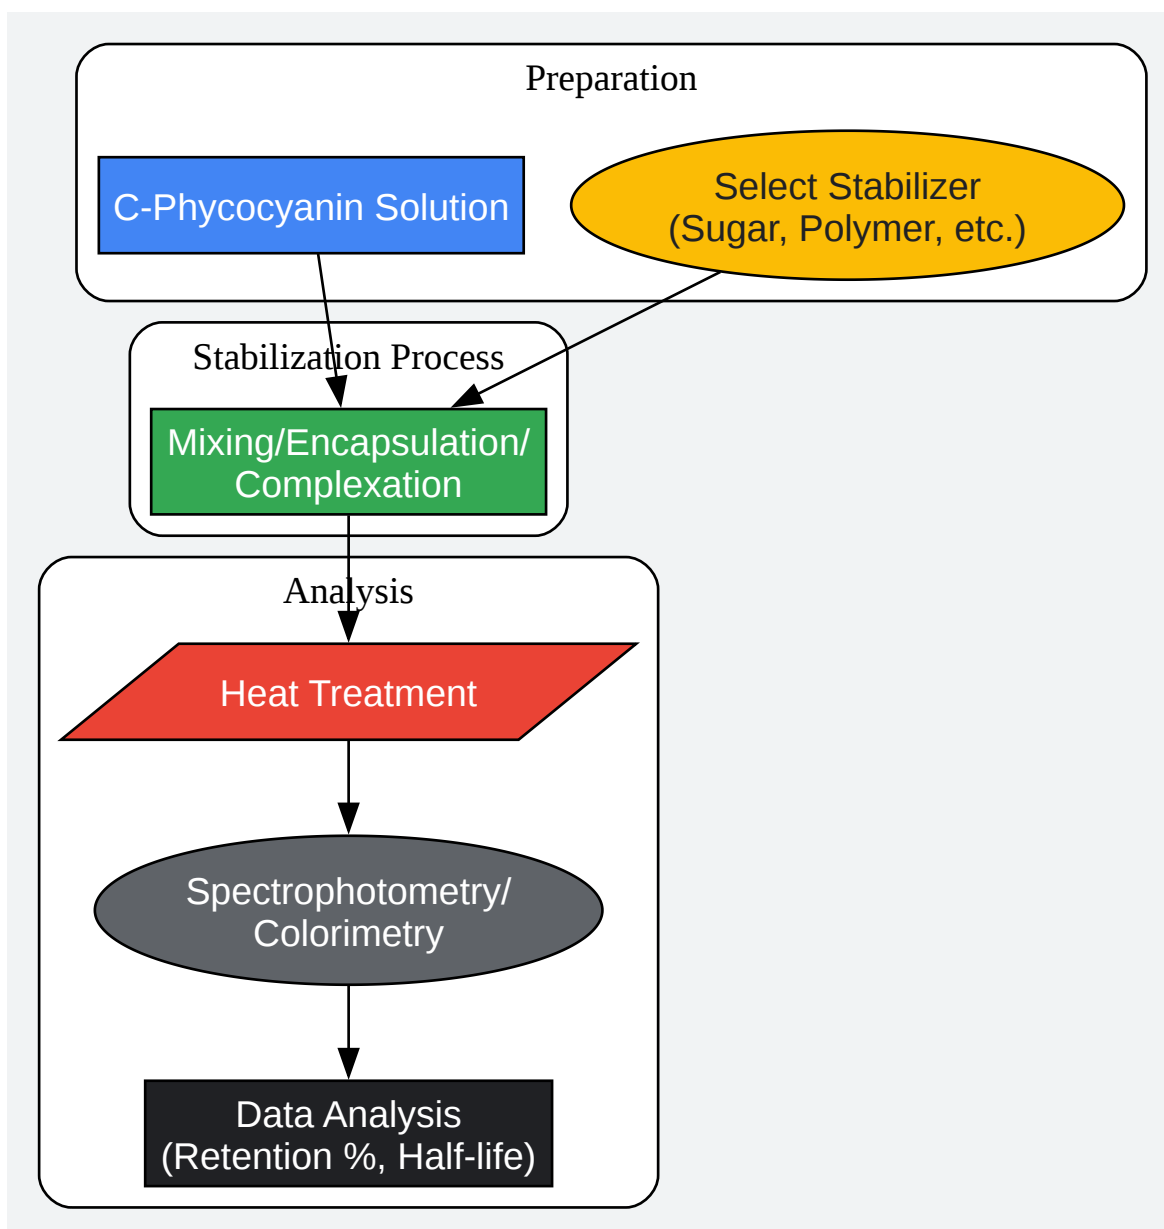 Preparation
C-Phycocyanin Solution
Select Stabilizer
(Sugar, Polymer, etc.)
Stabilization Process
Mixing/Encapsulation/
Complexation
Analysis
Heat Treatment
Spectrophotometry/
Colorimetry
Data Analysis
(Retention %, Half-life)